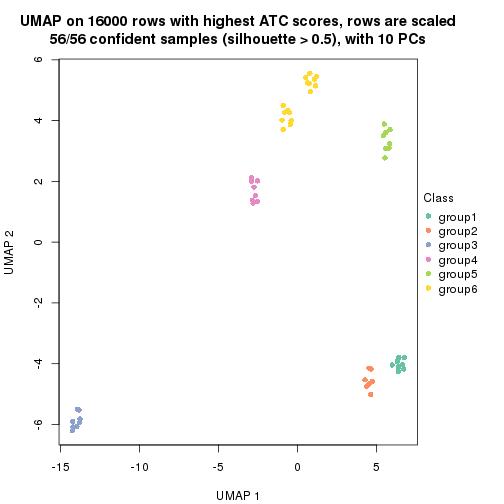 UMAP on 16000 rows with highest ATC scores, rows are scaled
56/56 confident samples (silhouette > 0.5), with 10 PCs
6
4
2
0
-2
-4
-6
UMAP 2
-15
-10
-5
0
5
UMAP 1
Class
group1
group2
group3
group4
group5
group6